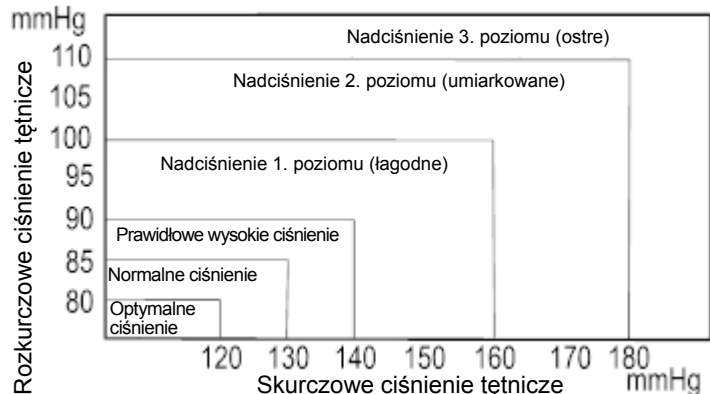 mmHg
Nadciśnienie 3. poziomu (ostre)
110
Nadciśnienie 2. poziomu (umiarkowane)
105
100
Nadciśnienie 1. poziomu (łagodne)
95
90
Prawidłowe wysokie ciśnienie
85
Normalne ciśnienie
80
Optymalne
ciśnienie
Rozkurczowe ciśnienie tętnicze
120 130 140 150 160 170 180
Skurczowe ciśnienie tętnicze
mmHg